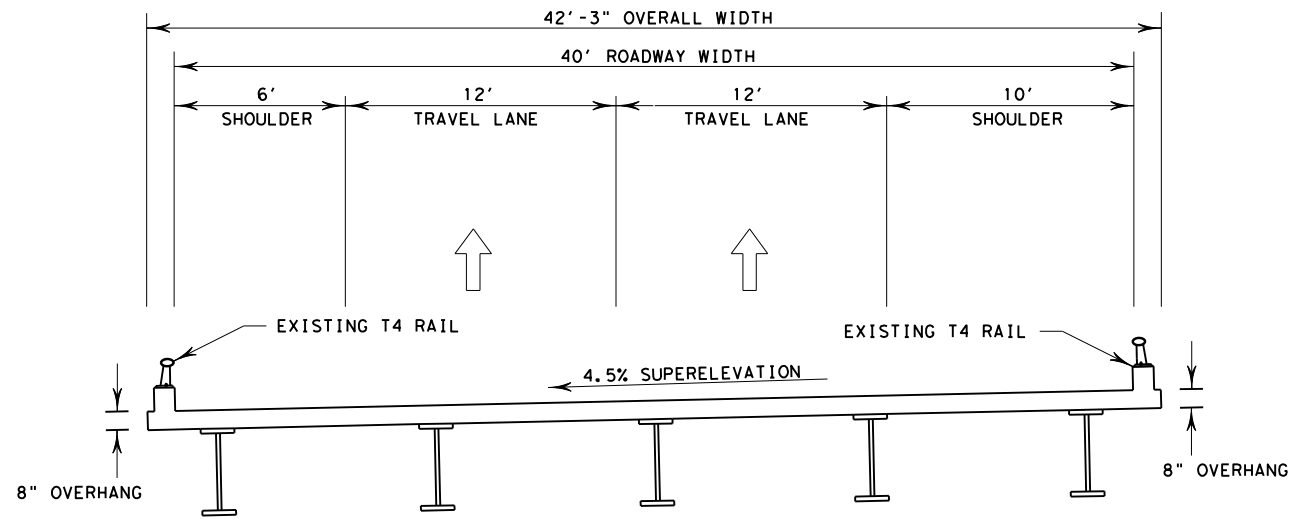 42'-3" OVERALL WIDTH
40' ROADWAY WIDTH
6'
SHOULDER
12'
TRAVEL LANE
12'
TRAVEL LANE
10'
SHOULDER
EXISTING T4 RAIL
EXISTING T4 RAIL
4.5% SUPERELEVATION
8" OVERHANG
8" OVERHANG